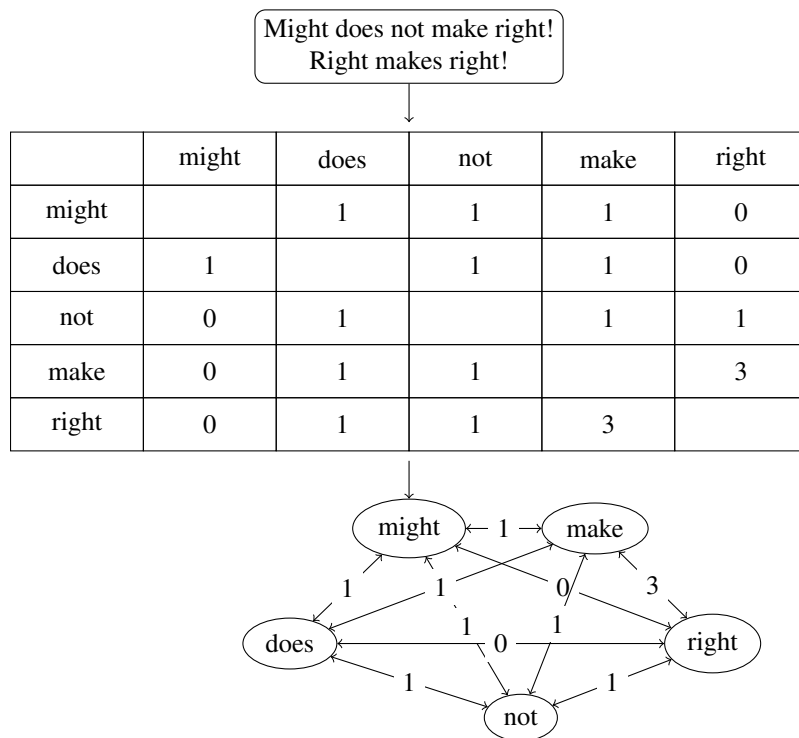 Might does not make right!
Right makes right!
might does not make right
might 1 1 1 0
does 1 1 1 0
not 0 1 1 1
make 0 1 1 3
right 0 1 1 3
might 1 make
1 1 0 3
1 1
does 0 right
1 1
not